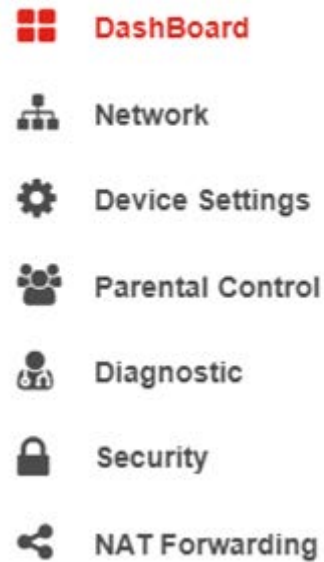 DashBoard
Network
Device Settings
Parental Control
Diagnostic
Security
NAT Forwarding